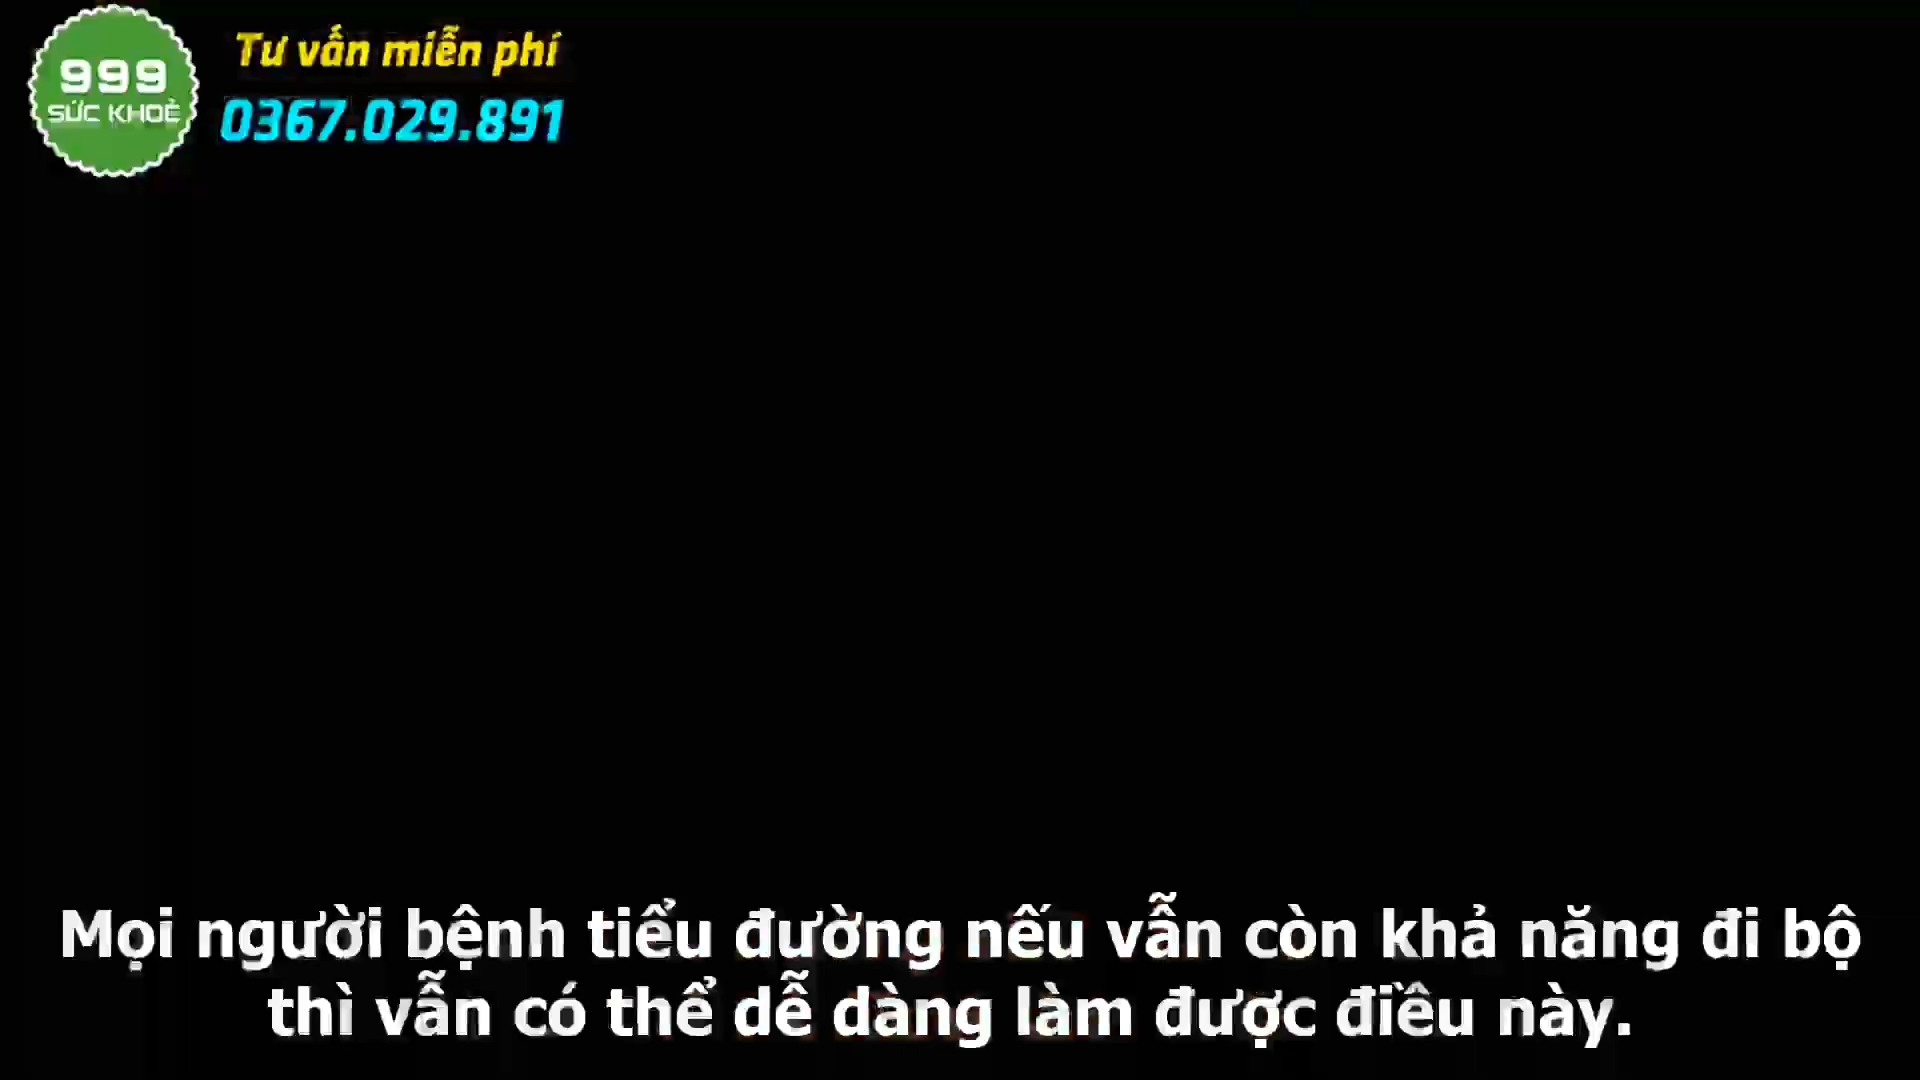 999
SỨC KHOẺ
Tư vấn miễn phí
0367.029.891
Mọi người bệnh tiểu đường nếu vẫn còn khả năng đi bộ
thì vẫn có thể dễ dàng làm được điều này.